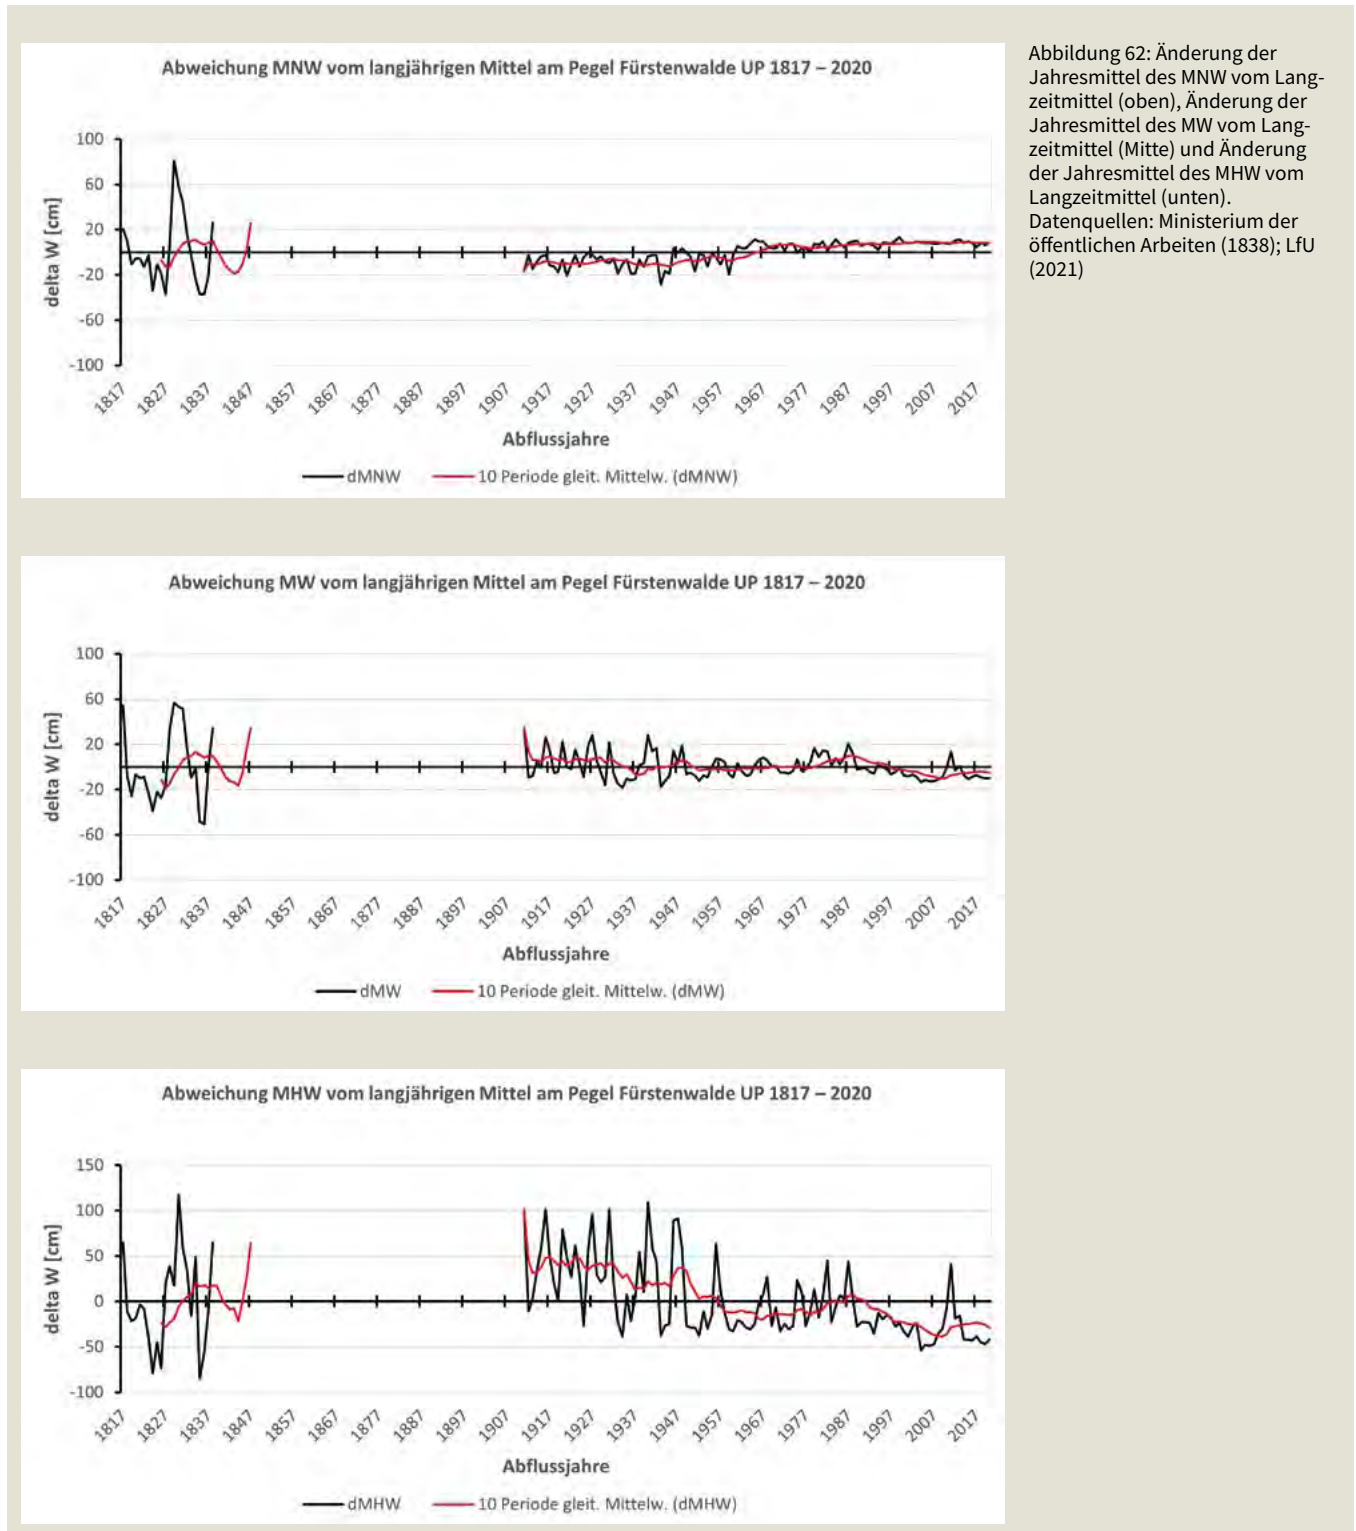 Abweichung MNW vom langjährigen Mittel am Pegel Fürstenwalde UP 1817 – 2020
100
60
20
-20
-60
-100
delta W [cm]
1817 1827 1837 1847 1857 1867 1877 1887 1897 1907 1917 1927 1937 1947 1957 1967 1977 1987 1997 2007 2017
Abflussjahre
dMNW 10 Periode gleit. Mittelw. (dMNW)
Abbildung 62: Änderung der
Jahresmittel des MNW vom Lang-
zeitmittel (oben), Änderung der
Jahresmittel des MW vom Lang-
zeitmittel (Mitte) und Änderung
der Jahresmittel des MHW vom
Langzeitmittel (unten).
Datenquellen: Ministerium der
öffentlichen Arbeiten (1838); LfU
(2021)
Abweichung MW vom langjährigen Mittel am Pegel Fürstenwalde UP 1817 – 2020
100
60
20
-20
-60
-100
delta W [cm]
1817 1827 1837 1847 1857 1867 1877 1887 1897 1907 1917 1927 1937 1947 1957 1967 1977 1987 1997 2007 2017
Abflussjahre
dMW 10 Periode gleit. Mittelw. (dMW)
Abweichung MHW vom langjährigen Mittel am Pegel Fürstenwalde UP 1817 – 2020
150
100
50
0
-50
-100
delta W [cm]
1817 1827 1837 1847 1857 1867 1877 1887 1897 1907 1917 1927 1937 1947 1957 1967 1977 1987 1997 2007 2017
Abflussjahre
dMHW 10 Periode gleit. Mittelw. (dMHW)